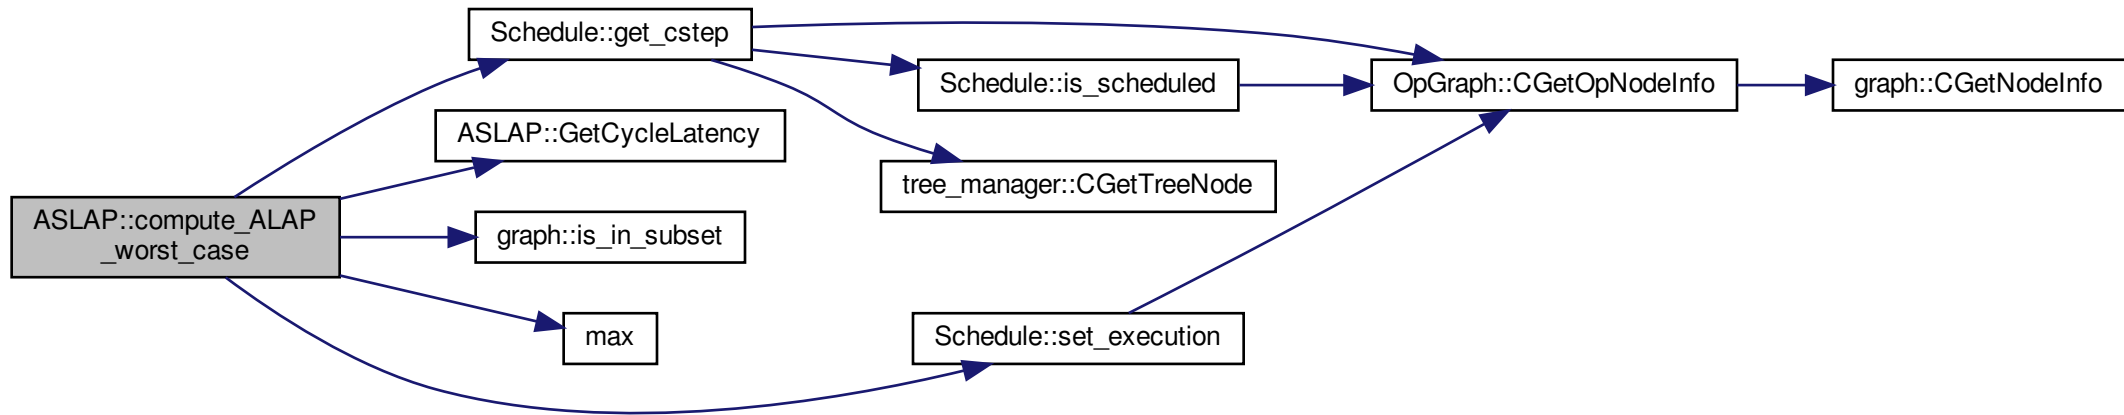 Schedule::get_cstep
Schedule::is_scheduled
OpGraph::CGetOpNodeInfo
graph::CGetNodeInfo
ASLAP::GetCycleLatency
tree_manager::CGetTreeNode
ASLAP::compute_ALAP
_worst_case
graph::is_in_subset
max
Schedule::set_execution